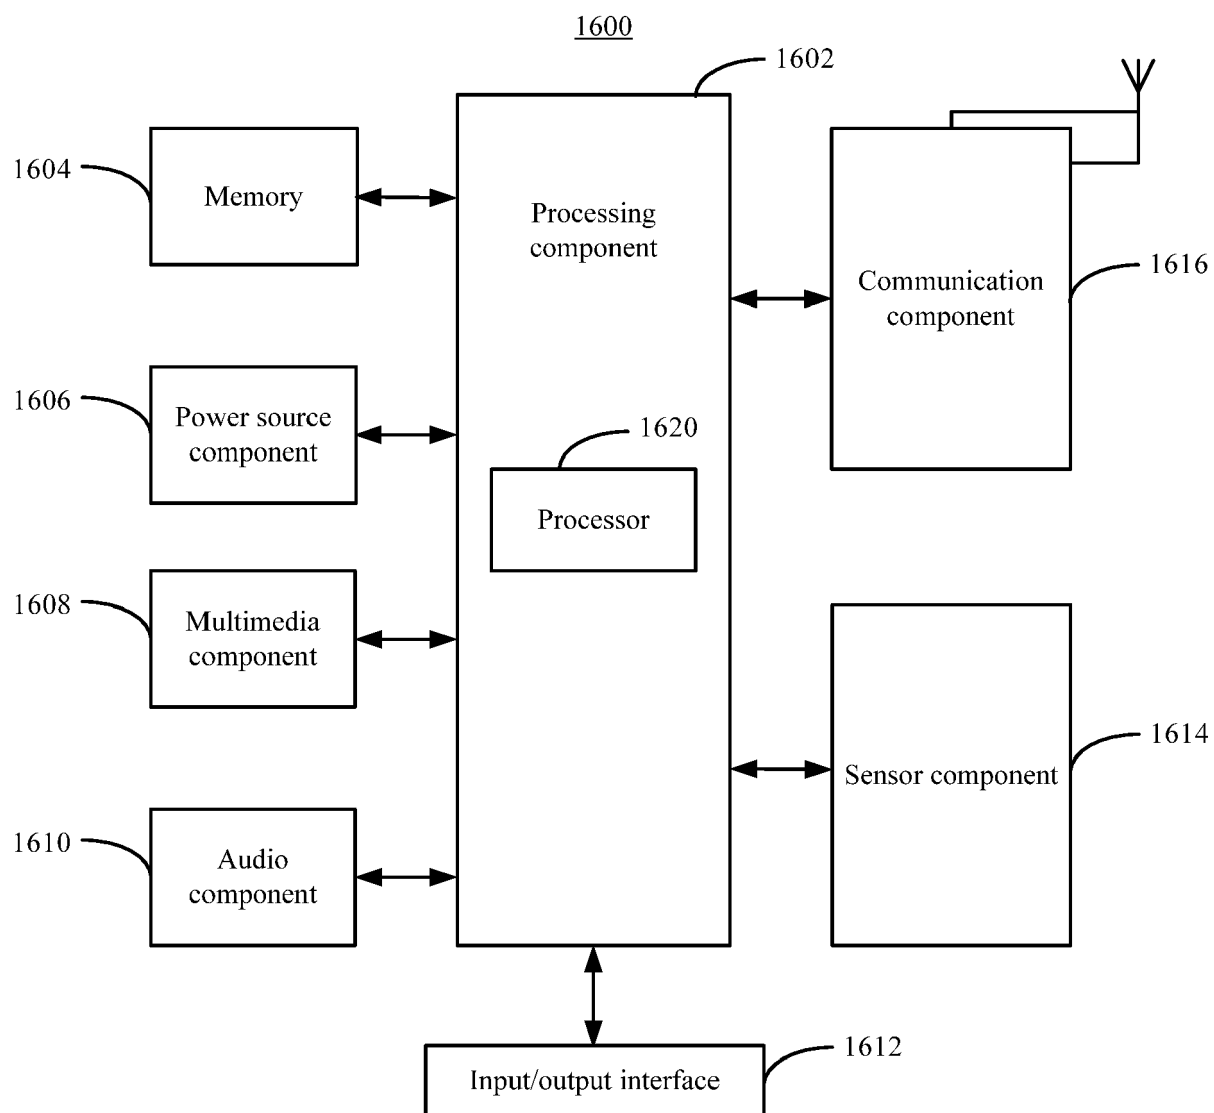 1600
1602
1604
Memory
Processing
component
Communication
component
1616
1606
Power source
component
1620
Processor
1608
Multimedia
component
1614
Sensor component
1610
Audio
component
1612
Input/output interface